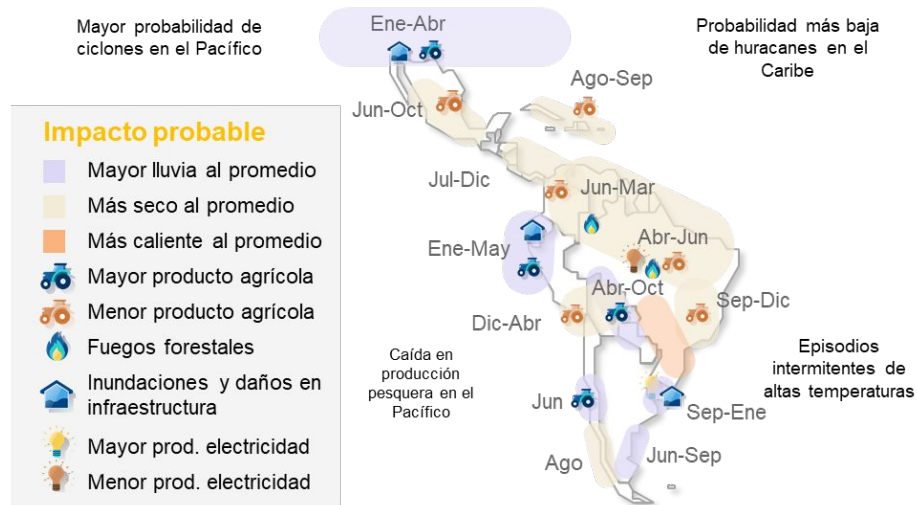 Mayor probabilidad de
ciclones en el Pacífico
Ene-Abr
Probabilidad más baja
de huracanes en el
Caribe
Ago-Sep
Jun-Oct
Impacto probable
Mayor lluvia al promedio
Más seco al promedio
Más caliente al promedio
Mayor producto agrícola
Menor producto agrícola
Fuegos forestales
Inundaciones y daños en
infraestructura
Mayor prod. electricidad
Menor prod. electricidad
Jul-Dic
Jun-Mar
Ene-May
Abr-Jun
Abr-Oct
Sep-Dic
Dic-Abr
Caída en
producción
pesquera en el
Pacífico
Episodios
intermitentes de
altas temperaturas
Jun
Sep-Ene
Ago
Jun-Sep